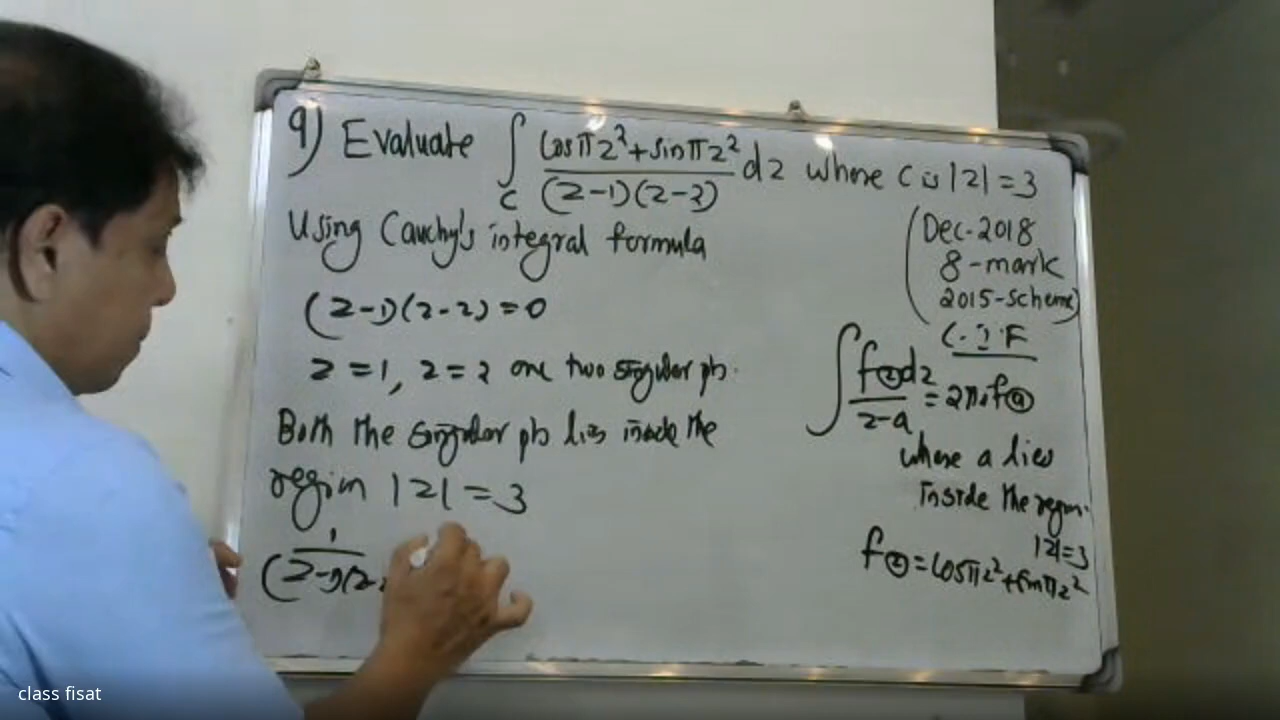 9) Evaluate ∫_C (cos πz² + sin πz²)/((z-1)(z-2)) dz where C is |z| = 3
(Dec-2018
8-mark
2015-scheme)
Using Cauchy's integral formula
(z-1)(z-2) = 0
z = 1, z = 2 are two singular pts.
Both the singular pts lies inside the
region |z| = 3
1/((z-1)(z-
C.I.F
∫ f(z)dz/(z-a) = 2πi f(a)
where a lies
inside the region
|z|=3
f(z) = cos πz² + sin πz²
class fisat